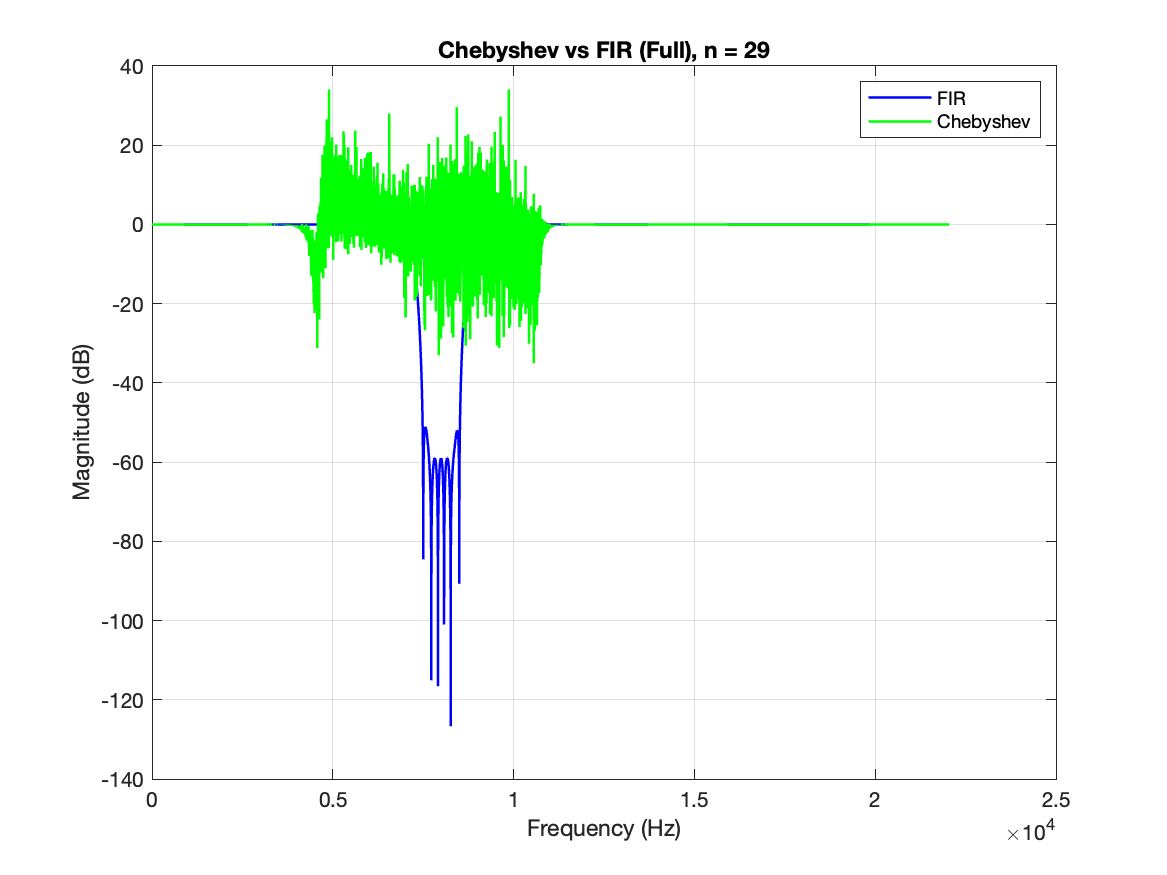 Chebyshev vs FIR (Full), n = 29
FIR
Chebyshev
40
20
0
-20
-40
-60
-80
-100
-120
-140
Magnitude (dB)
0 0.5 1 1.5 2 2.5
Frequency (Hz)
×10⁴